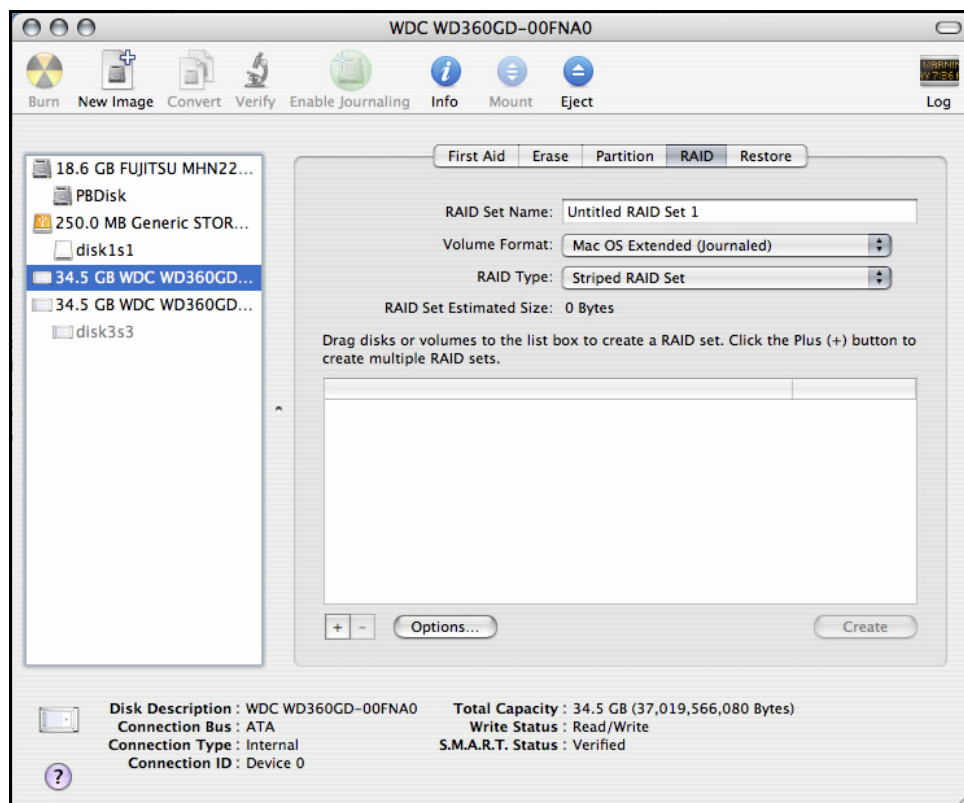 WDC WD360GD-00FNA0
Burn New Image Convert Verify Enable Journaling Info Mount Eject Log
18.6 GB FUJITSU MHN22...
PBDisk
250.0 MB Generic STOR...
disk1s1
34.5 GB WDC WD360GD...
34.5 GB WDC WD360GD...
disk3s3
First Aid Erase Partition RAID Restore
RAID Set Name: Untitled RAID Set 1
Volume Format: Mac OS Extended (Journaled)
RAID Type: Striped RAID Set
RAID Set Estimated Size: 0 Bytes
Drag disks or volumes to the list box to create a RAID set. Click the Plus (+) button to
create multiple RAID sets.
+ - Options... Create
Disk Description : WDC WD360GD-00FNA0
Connection Bus : ATA
Connection Type : Internal
Connection ID : Device 0
Total Capacity : 34.5 GB (37,019,566,080 Bytes)
Write Status : Read/Write
S.M.A.R.T. Status : Verified
?